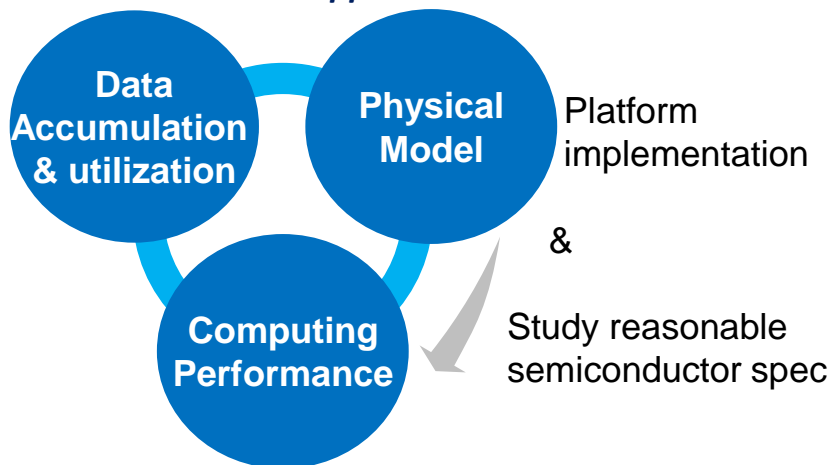 Data
Accumulation
& utilization
Physical
Model
Platform
implementation
&
Computing
Performance
Study reasonable
semiconductor spec